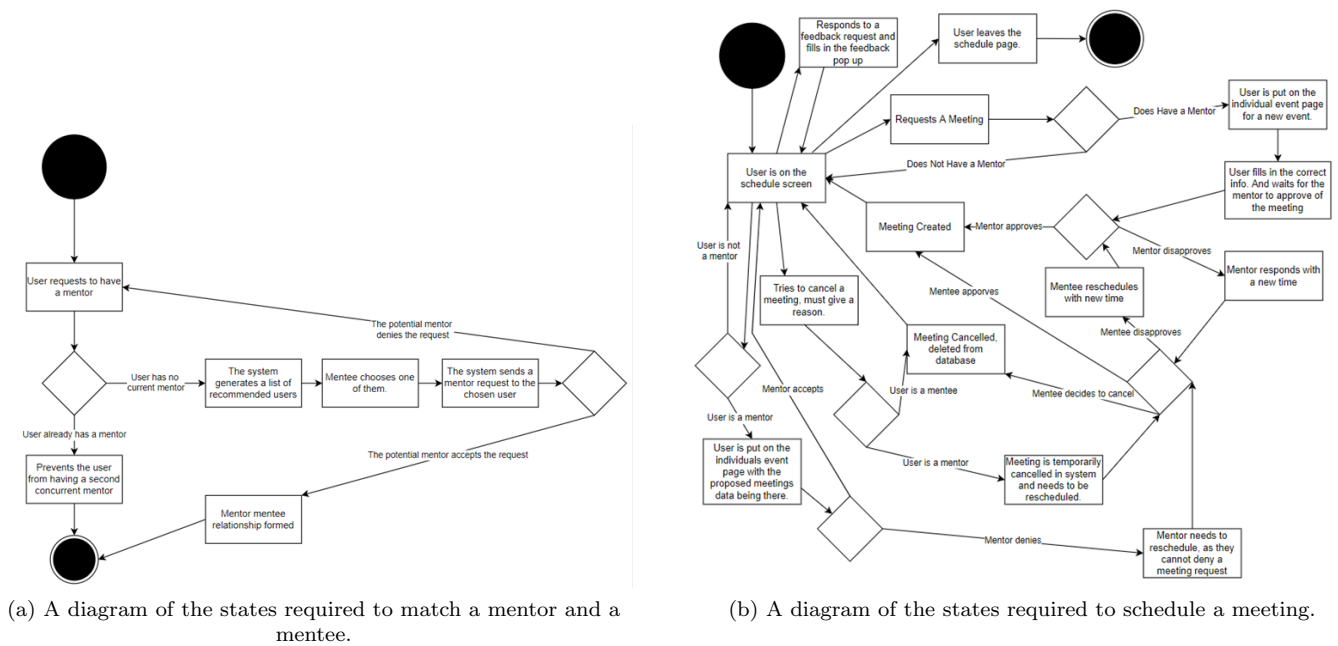 User requests to have
a mentor
The potential mentor
denies the request
User has no
current mentor
The system
generates a list of
recommended users
Mentee chooses one
of them.
The system sends a
mentor request to the
chosen user
User already has a mentor
The potential mentor accepts the request
Prevents the user
from having a second
concurrent mentor
Mentor mentee
relationship formed
(a) A diagram of the states required to match a mentor and a
mentee.
Responds to a
feedback request and
fills in the feedback
pop up
User leaves the
schedule page.
Requests A Meeting
Does Have a Mentor
User is put on the
individual event page
for a new event.
Does Not Have a Mentor
User is on the
schedule screen
User fills in the correct
info. And waits for the
mentor to approve of
the meeting
Meeting Created
Mentor approves
Mentor disapproves
User is not
a mentor
Mentor responds with
a new time
Tries to cancel a
meeting, must give a
reason.
Mentee apporves
Mentee reschedules
with new time
Mentee disapproves
Meeting Cancelled,
deleted from
database
Mentor accepts
User is a mentee
Mentee decides to cancel
User is a mentor
User is put on the
individuals event
page with the
proposed meetings
data being there.
User is a mentor
Meeting is temporarily
cancelled in system
and needs to be
rescheduled.
Mentor denies
Mentor needs to
reschedule, as they
cannot deny a
meeting request
(b) A diagram of the states required to schedule a meeting.